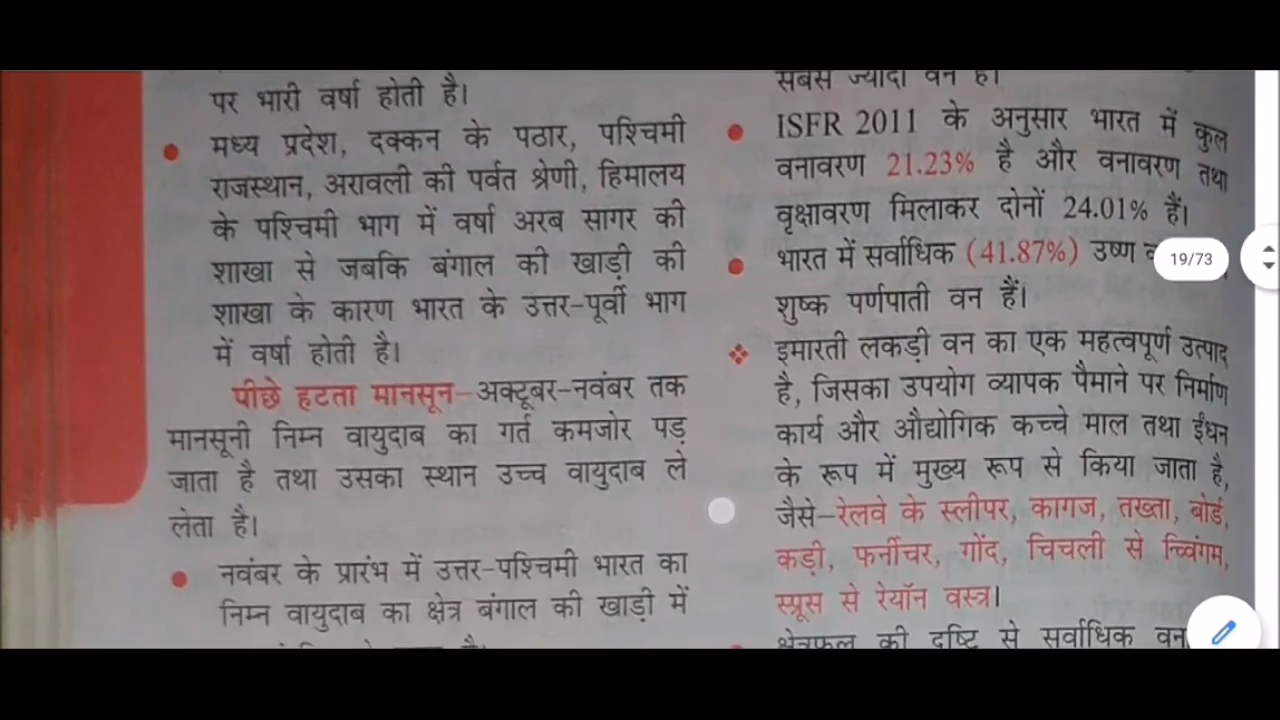 पर भारी वर्षा होती है।
मध्य प्रदेश, दक्कन के पठार, पश्चिमी
राजस्थान, अरावली की पर्वत श्रेणी, हिमालय
के पश्चिमी भाग में वर्षा अरब सागर की
शाखा से जबकि बंगाल की खाड़ी की
शाखा के कारण भारत के उत्तर-पूर्वी भाग
में वर्षा होती है।
पीछे हटता मानसून–अक्टूबर-नवंबर तक
मानसूनी निम्न वायुदाब का गर्त कमजोर पड़
जाता है तथा उसका स्थान उच्च वायुदाब ले
लेता है।
नवंबर के प्रारंभ में उत्तर-पश्चिमी भारत का
निम्न वायुदाब का क्षेत्र बंगाल की खाड़ी में
सबसे ज्यादा वन हैं।
ISFR 2011 के अनुसार भारत में कुल
वनावरण 21.23% है और वनावरण तथा
वृक्षावरण मिलाकर दोनों 24.01% हैं।
भारत में सर्वाधिक (41.87%) उष्ण
शुष्क पर्णपाती वन हैं।
इमारती लकड़ी वन का एक महत्वपूर्ण उत्पाद
है, जिसका उपयोग व्यापक पैमाने पर निर्माण
कार्य और औद्योगिक कच्चे माल तथा ईंधन
के रूप में मुख्य रूप से किया जाता है,
जैसे–रेलवे के स्लीपर, कागज, तख्ता, बोर्ड,
कड़ी, फर्नीचर, गोंद, चिचली से च्विंगम,
स्प्रूस से रेयॉन वस्त्र।
क्षेत्रफल की दृष्टि से सर्वाधिक वन
19/73